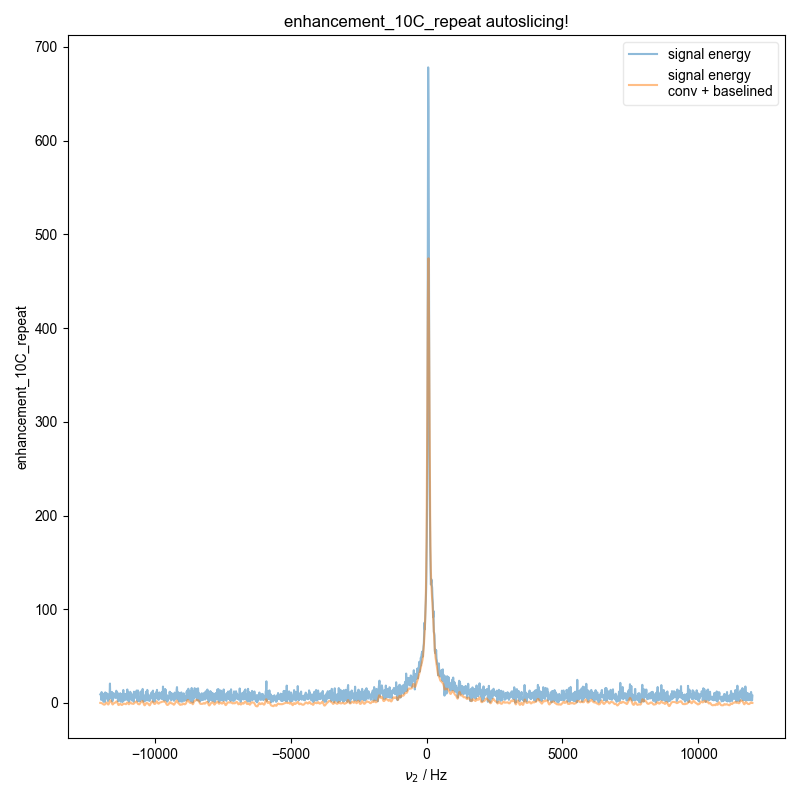 enhancement_10C_repeat autoslicing!
signal energy
signal energy
conv + baselined
enhancement_10C_repeat
700
600
500
400
300
200
100
0
−10000
−5000
0
5000
10000
ν₂ / Hz